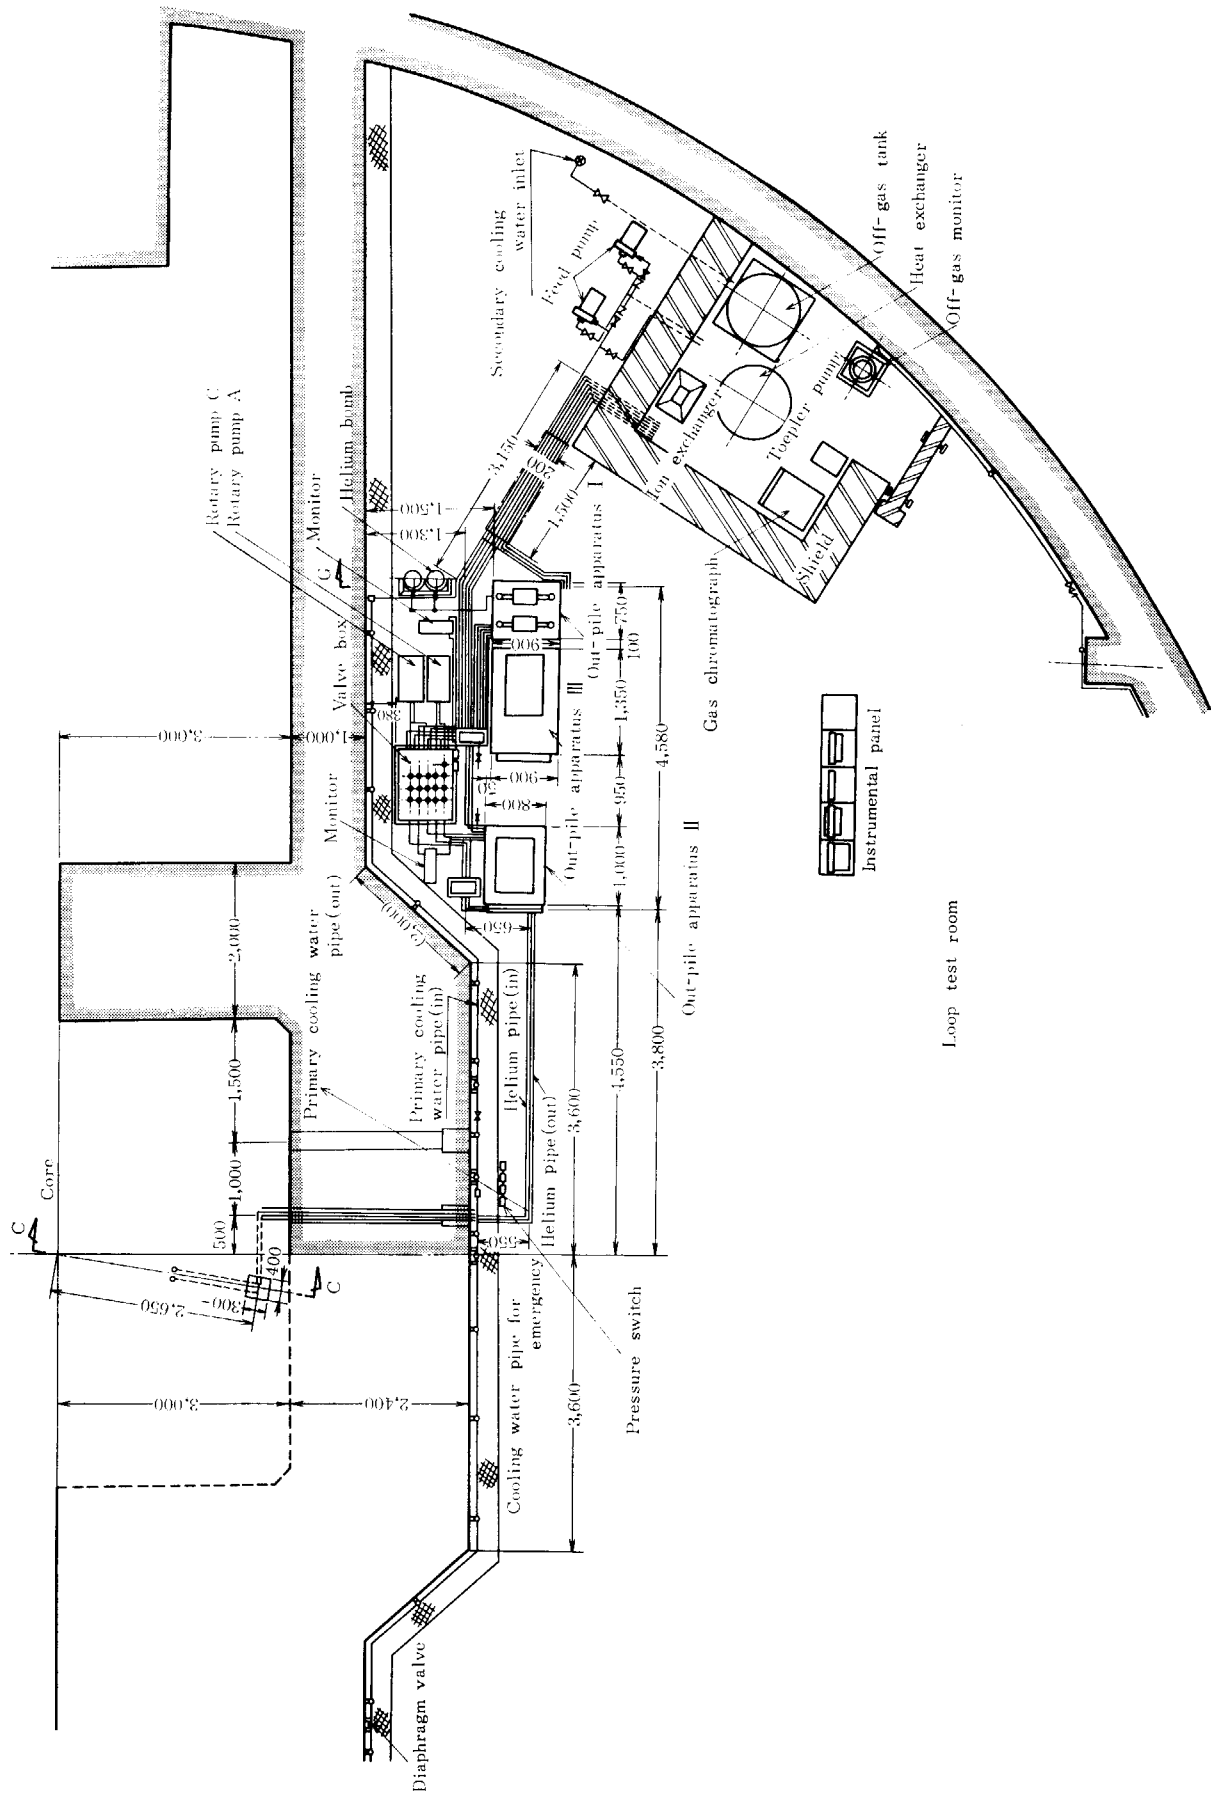 Core
C
C
2,650
300
400
500
1,000
1,500
2,000
3,000
2,400
3,000
1,000
Primary cooling water
pipe(out)
Primary cooling
water pipe(in)
Helium pipe(in)
Helium pipe(out)
Cooling water pipe for
emergency
Pressure switch
Diaphragm valve
3,600
3,600
550
650
(2,000)
4,550
3,800
4,580
1,000
950
1,350
100
750
800
900
900
50
380
1,300
1,500
3,150
200
1,500
Rotary pump C
Rotary pump A
Helium bomb
Monitor
Valve box
Monitor
C
Out-pile apparatus I
Out-pile apparatus III
Out-pile apparatus II
Secondary cooling
water inlet
Feed pump
Off-gas tank
Heat exchanger
Off-gas monitor
Ion exchanger
Toepler pump
Shield
Gas chromatograph
Instrumental panel
Loop test room